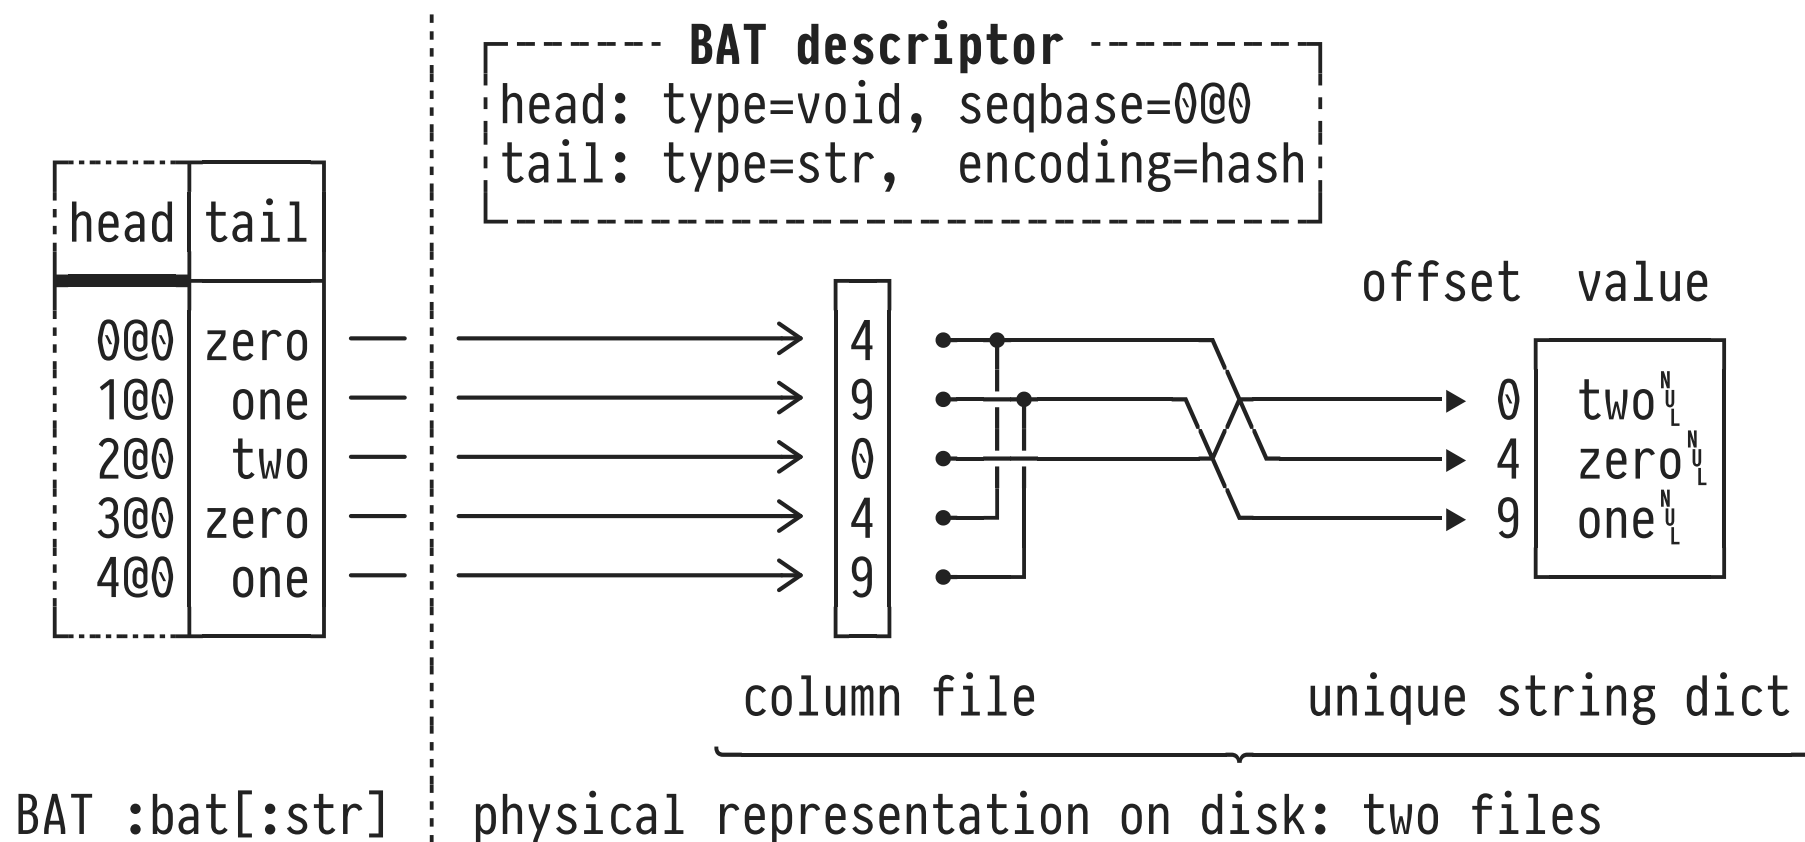 BAT descriptor
head: type=void, seqbase=0@0
tail: type=str, encoding=hash
head tail
offset value
0@0 zero 4
1@0 one 9 0 two NUL
2@0 two 0 4 zero NUL
3@0 zero 4 9 one NUL
4@0 one 9
column file unique string dict
BAT :bat[:str] physical representation on disk: two files